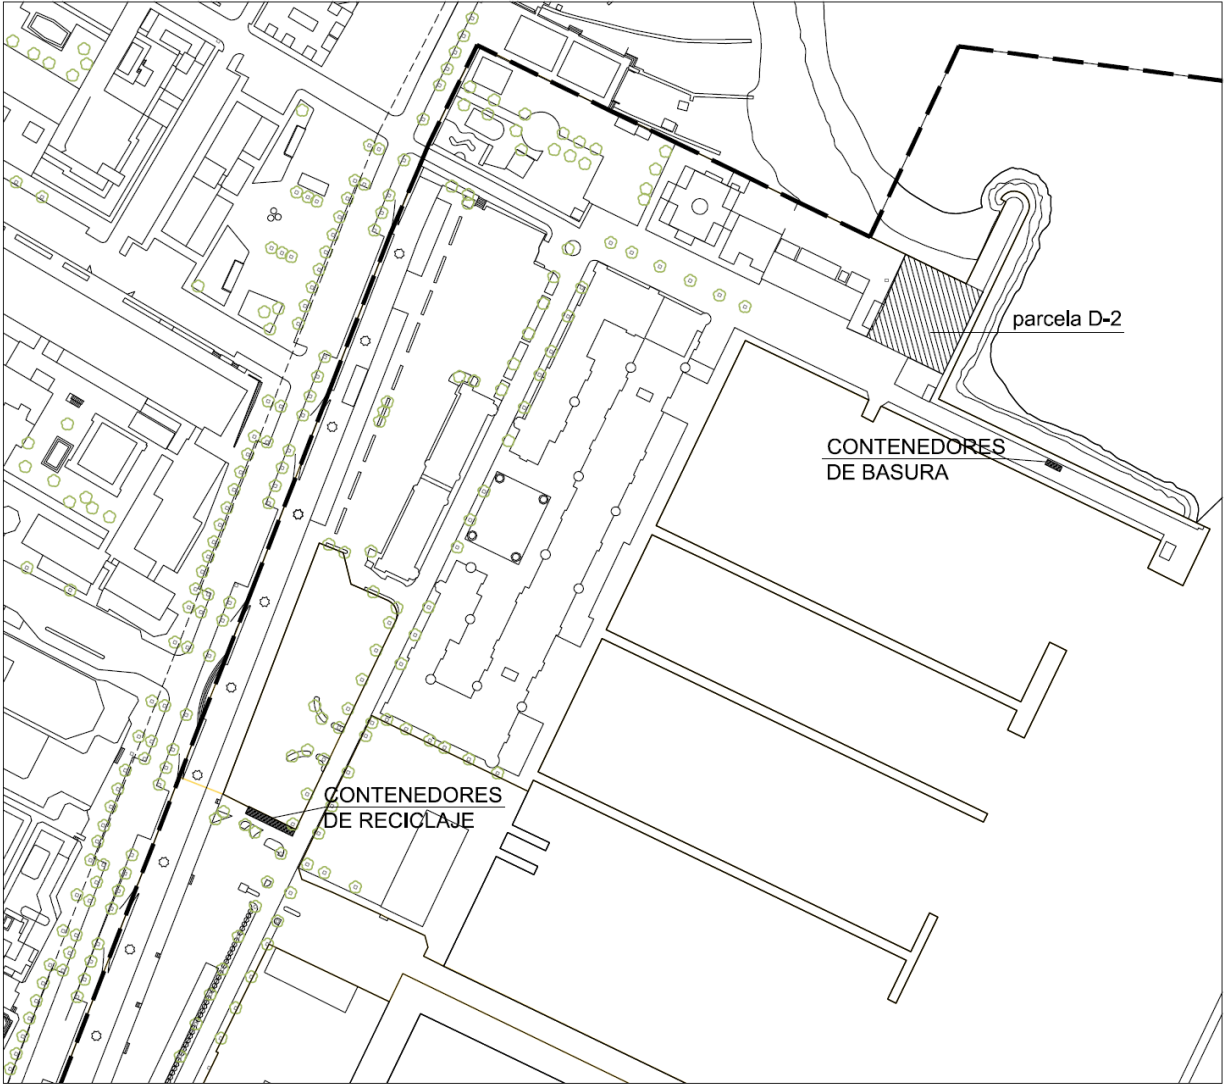 parcela D-2
CONTENEDORES
DE BASURA
CONTENEDORES
DE RECICLAJE